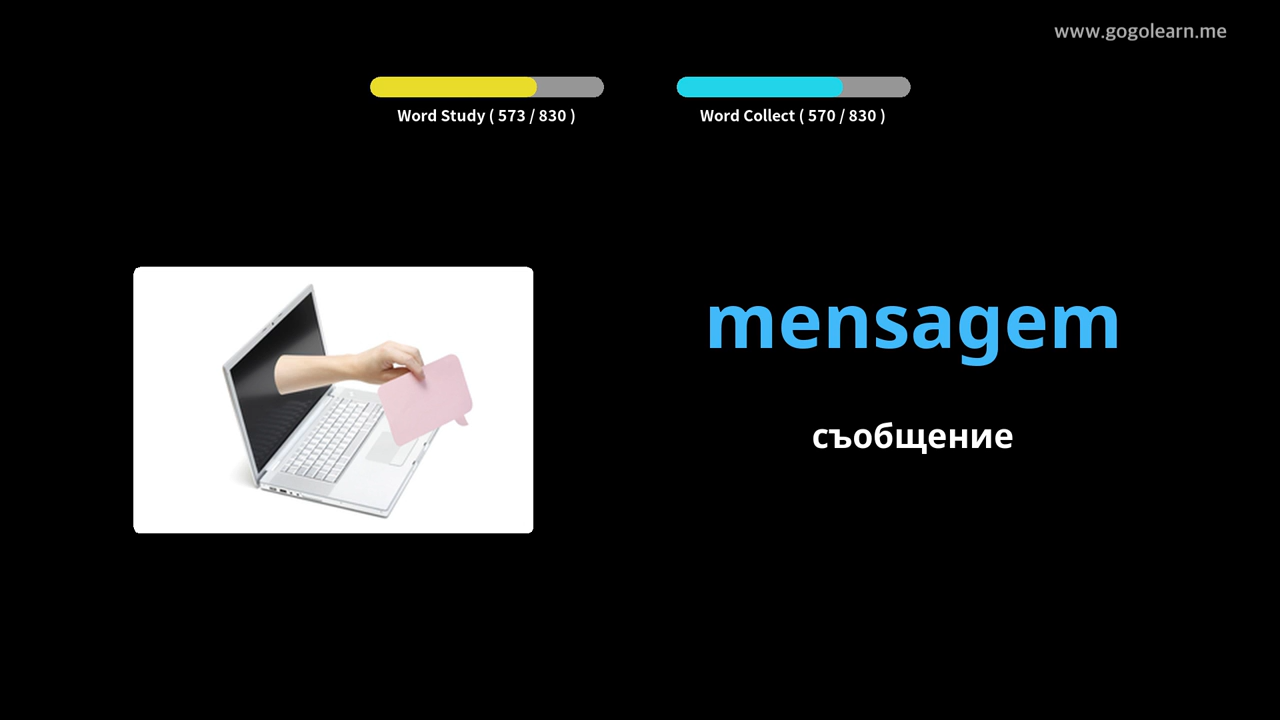 www.gogolearn.me
Word Study ( 573 / 830 )
Word Collect ( 570 / 830 )
mensagem
съобщение